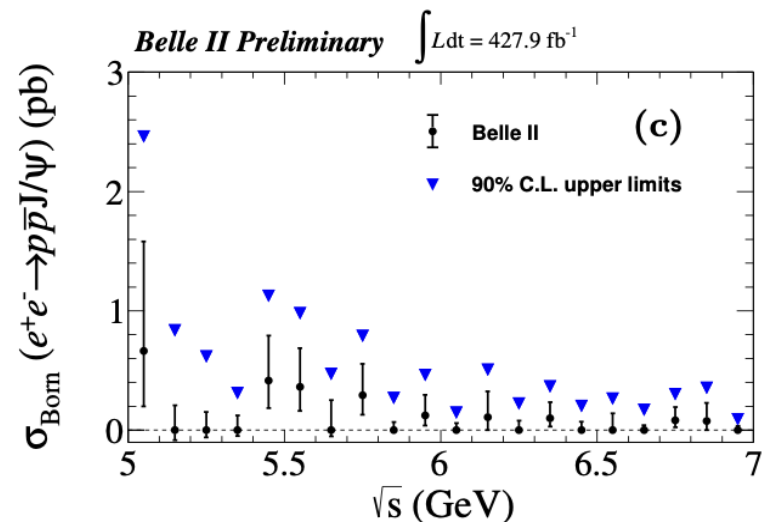 Belle II Preliminary ∫Ldt = 427.9 fb⁻¹
σBorn (e⁺e⁻→pp̅J/ψ) (pb)
3
2
1
0
(c)
Belle II
90% C.L. upper limits
5 5.5 6 6.5 7
√s (GeV)